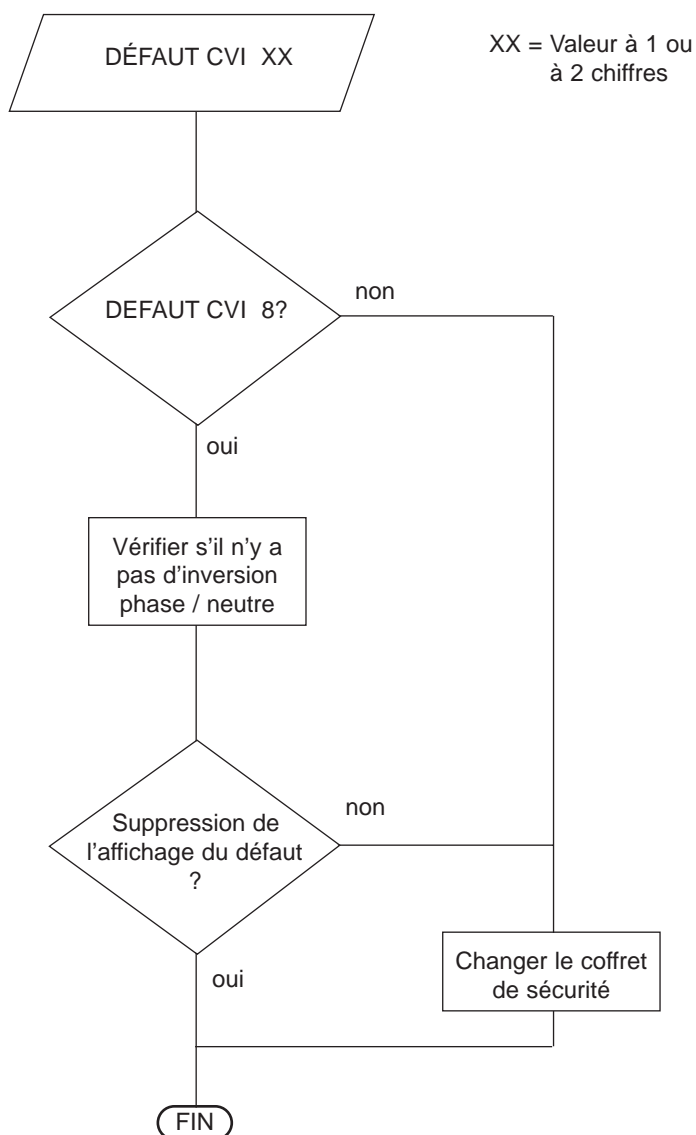 DÉFAUT CVI XX
XX = Valeur à 1 ou
à 2 chiffres
DEFAUT CVI 8?
non
oui
Vérifier s'il n'y a
pas d'inversion
phase / neutre
Suppression de
l'affichage du défaut
?
non
oui
Changer le coffret
de sécurité
FIN